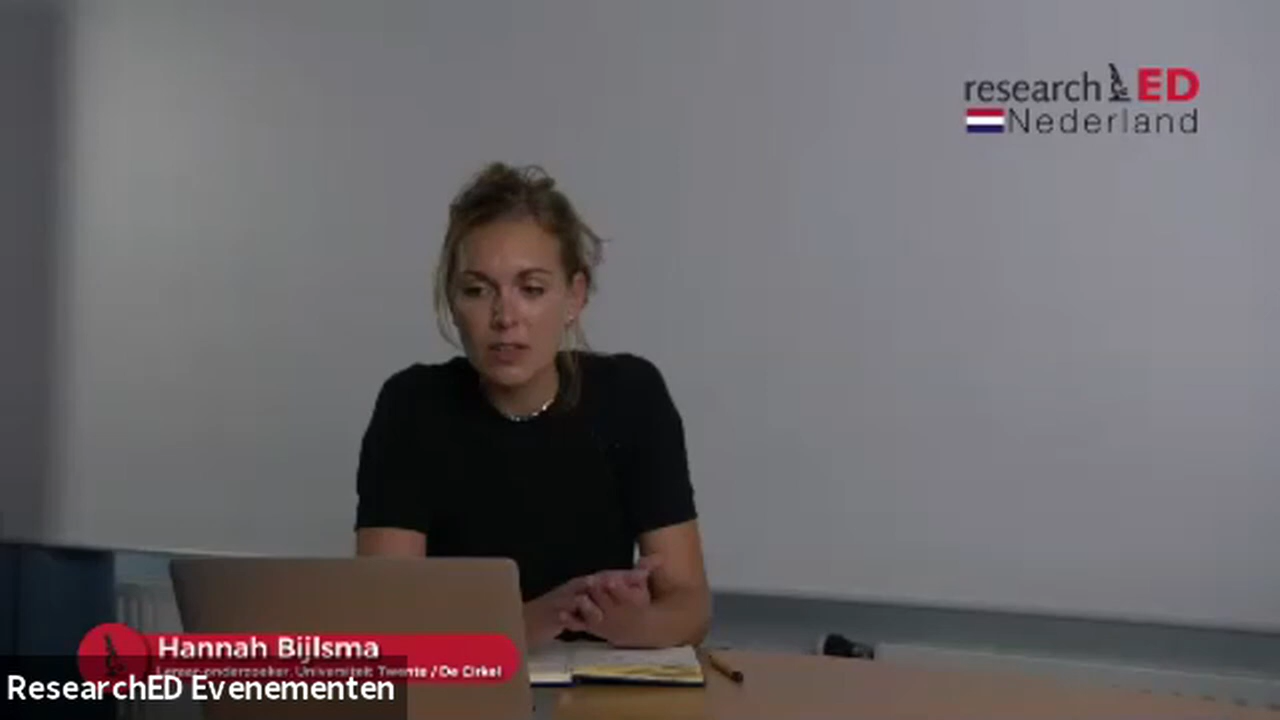 research ED
Nederland
Hannah Bijlsma
Leraar-onderzoeker, Universiteit Twente / De Cirkel
ResearchED Evenementen